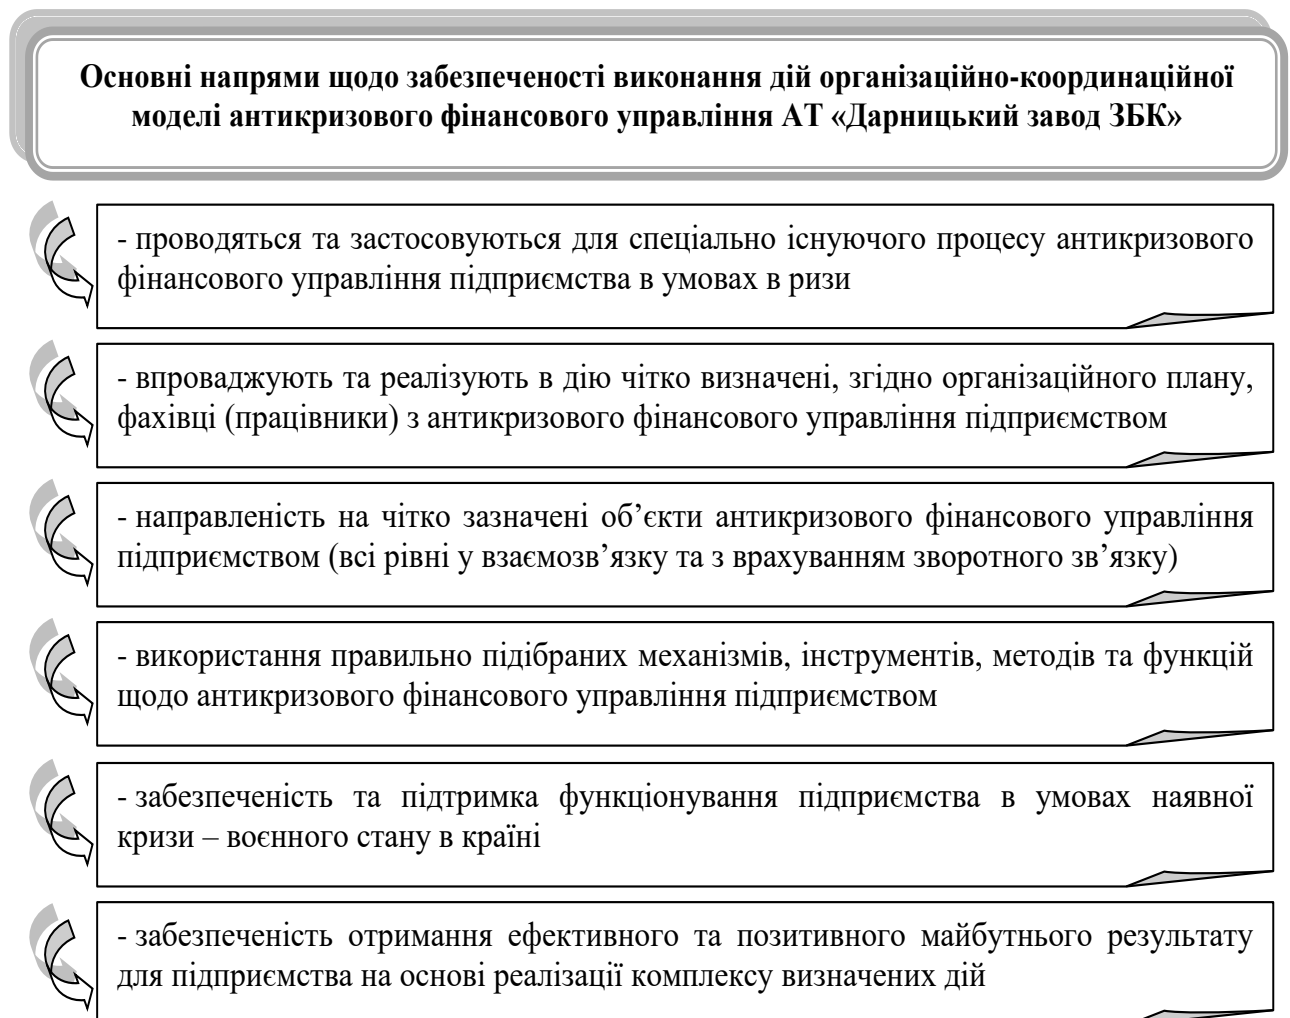 Основні напрями щодо забезпеченості виконання дій організаційно-координаційної
моделі антикризового фінансового управління АТ «Дарницький завод ЗБК»
- проводяться та застосовуються для спеціально існуючого процесу антикризового
фінансового управління підприємства в умовах в ризи
- впроваджують та реалізують в дію чітко визначені, згідно організаційного плану,
фахівці (працівники) з антикризового фінансового управління підприємством
- направленість на чітко зазначені об’єкти антикризового фінансового управління
підприємством (всі рівні у взаємозв’язку та з врахуванням зворотного зв’язку)
- використання правильно підібраних механізмів, інструментів, методів та функцій
щодо антикризового фінансового управління підприємством
- забезпеченість та підтримка функціонування підприємства в умовах наявної
кризи – воєнного стану в країні
- забезпеченість отримання ефективного та позитивного майбутнього результату
для підприємства на основі реалізації комплексу визначених дій